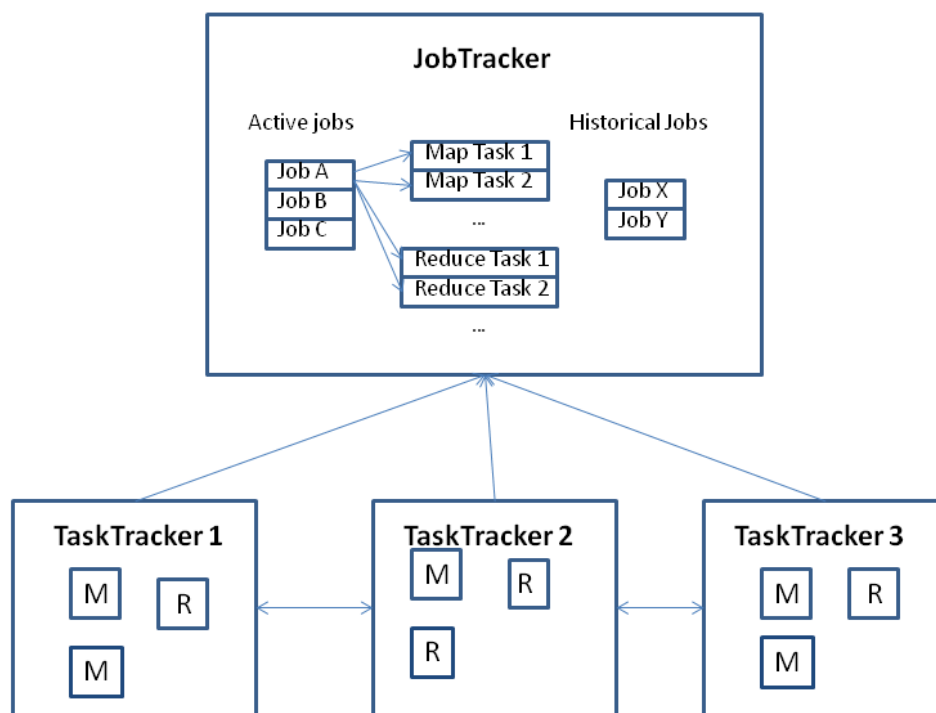 JobTracker
Active jobs
Historical Jobs
Job A
Job B
Job C
Map Task 1
Map Task 2
...
Reduce Task 1
Reduce Task 2
...
Job X
Job Y
TaskTracker 1
M
R
M
TaskTracker 2
M
R
R
TaskTracker 3
M
R
M